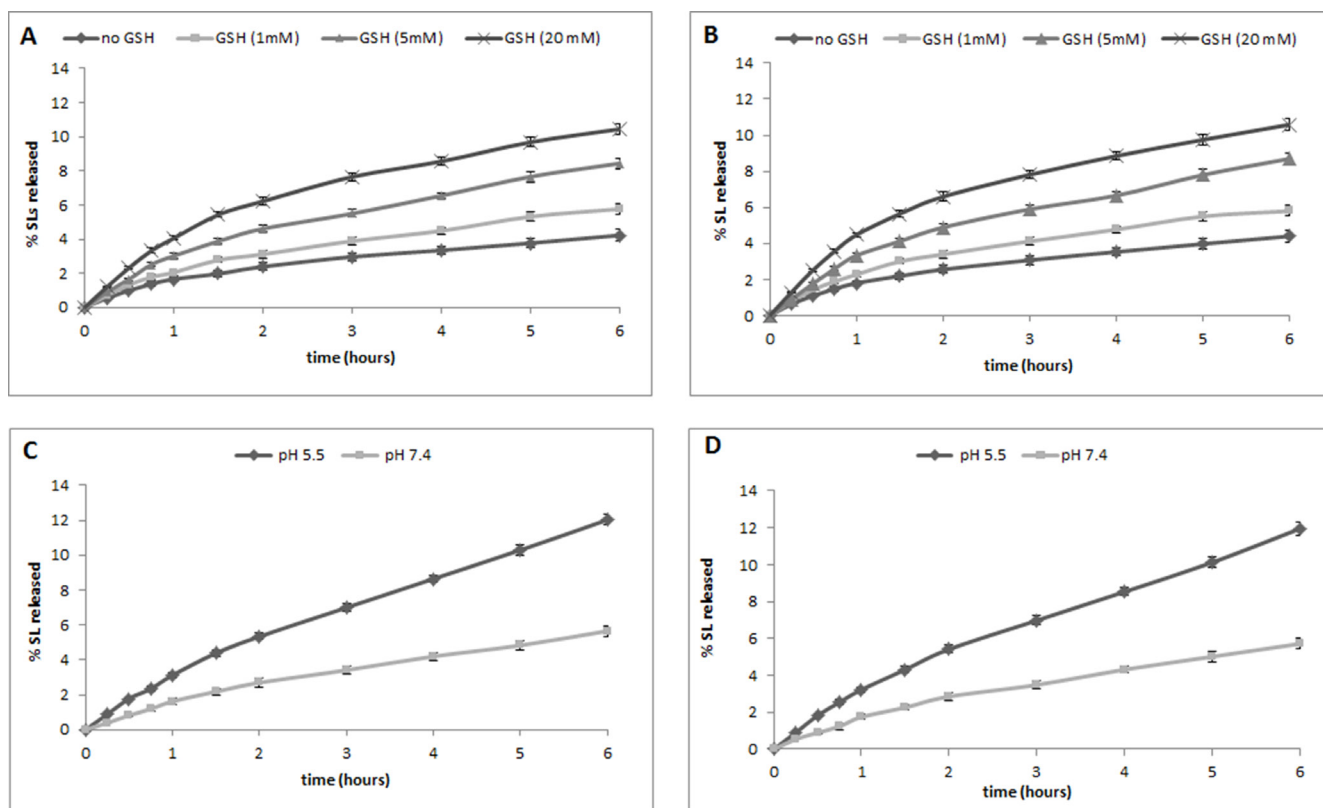 A
no GSH GSH (1mM) GSH (5mM) GSH (20 mM)
14
12
10
8
6
4
2
0
% SLs released
0 1 2 3 4 5 6
time (hours)
B
no GSH GSH (1mM) GSH (5mM) GSH (20 mM)
14
12
10
8
6
4
2
0
% SL released
0 1 2 3 4 5 6
time (hours)
C
pH 5.5 pH 7.4
14
12
10
8
6
4
2
0
% SL released
0 1 2 3 4 5 6
time (hours)
D
pH 5.5 pH 7.4
14
12
10
8
6
4
2
0
% SL released
0 1 2 3 4 5 6
time (hours)